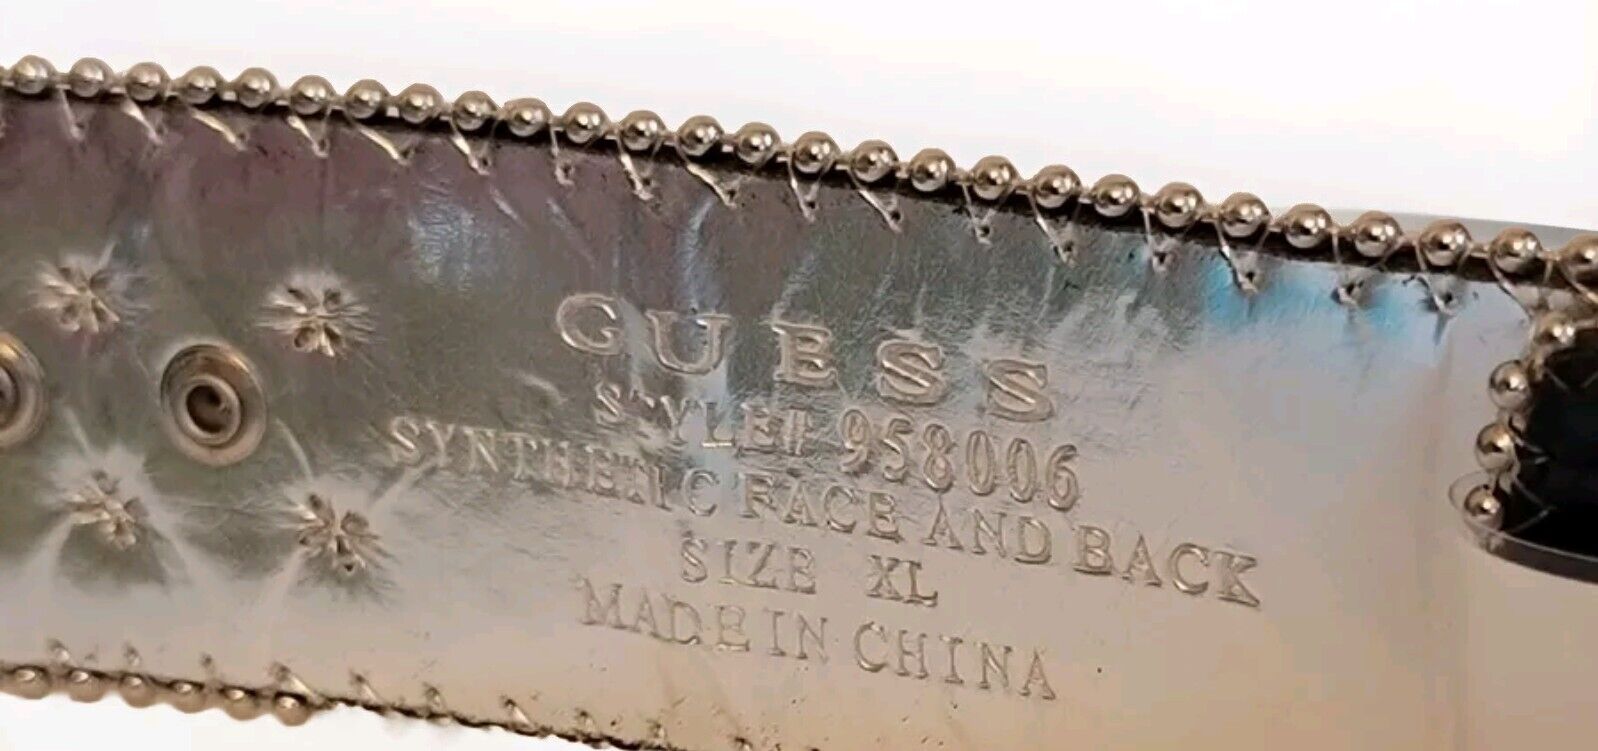 GUESS
STYLE# 958006
SYNTHETIC FACE AND BACK
SIZE XL
MADE IN CHINA